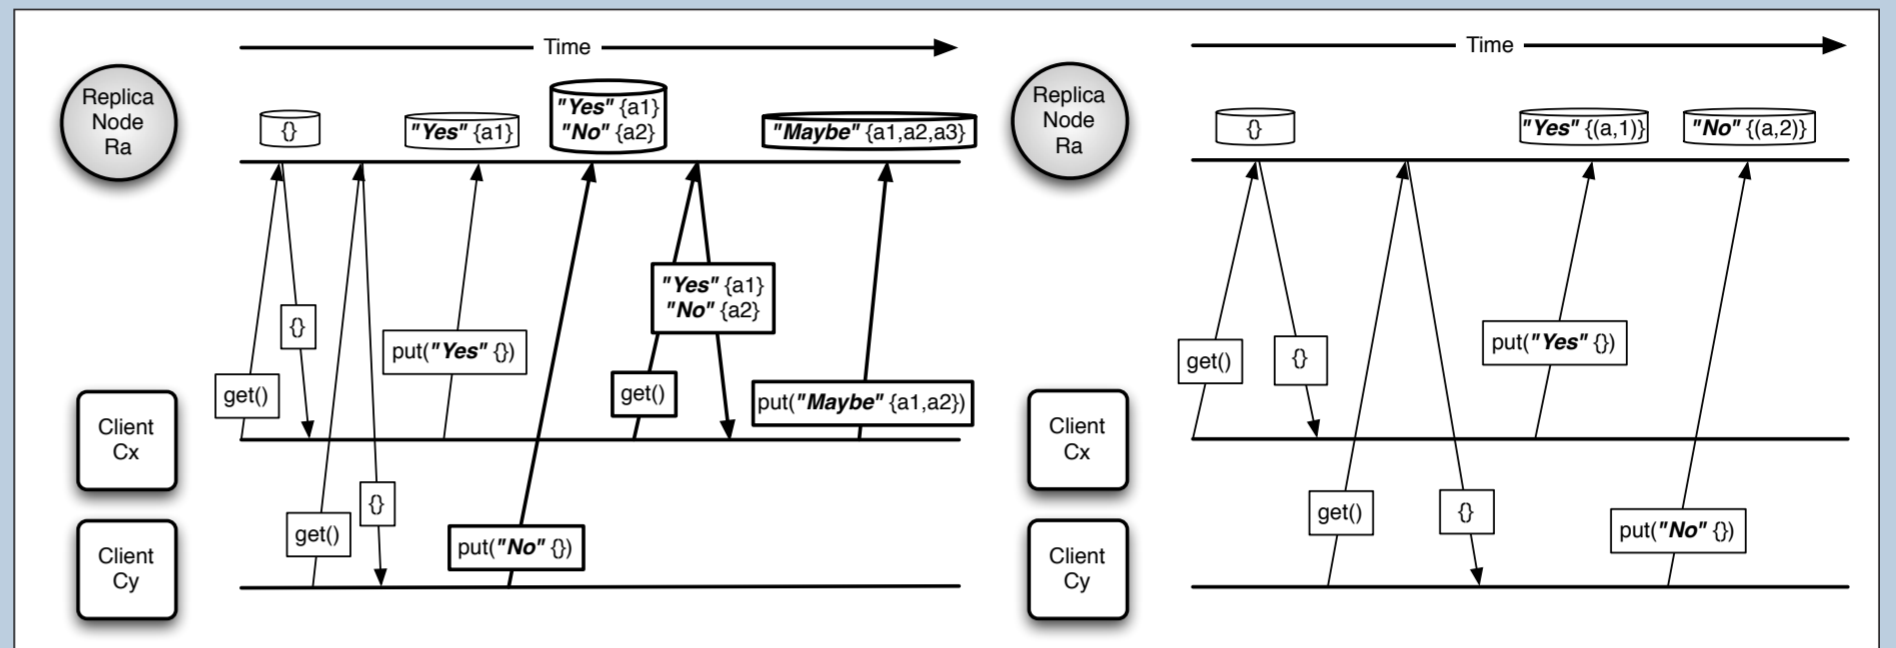 Time
Replica
Node
Ra
{}
"Yes" {a1}
"Yes" {a1}
"No" {a2}
"Maybe" {a1,a2,a3}
get()
{}
put("Yes" {})
"Yes" {a1}
"No" {a2}
get()
put("Maybe" {a1,a2})
Client
Cx
get()
{}
put("No" {})
Client
Cy
Time
Replica
Node
Ra
{}
"Yes" {(a,1)}
"No" {(a,2)}
get()
{}
put("Yes" {})
Client
Cx
get()
{}
put("No" {})
Client
Cy